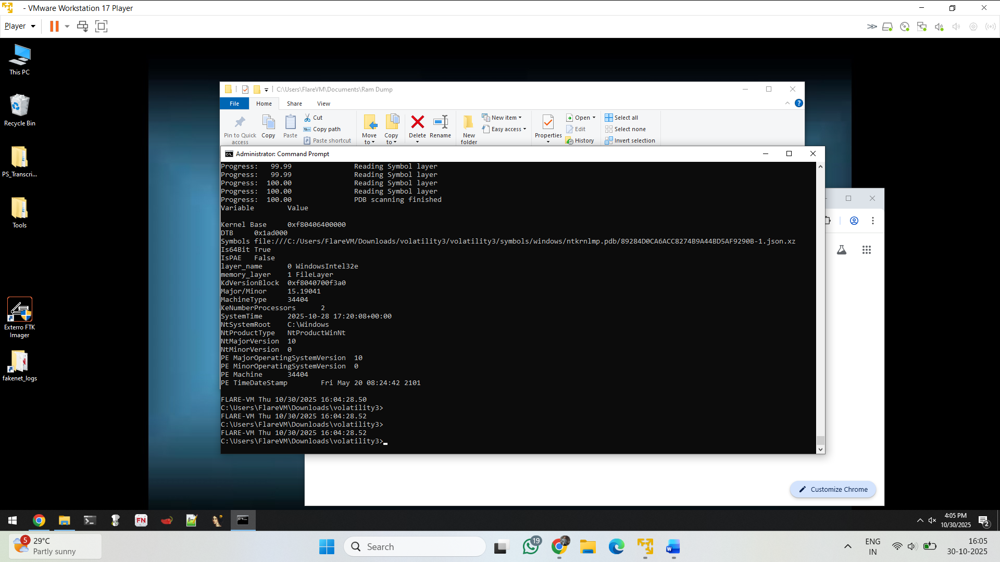 - VMware Workstation 17 Player
Player
This PC
Recycle Bin
PS_Transcri...
Tools
Exterro FTK
Imager
fakenet_logs
C:\Users\FlareVM\Documents\Ram Dump
File Home Share View
Pin to Quick
access
Copy
Paste
Cut
Copy path
Paste shortcut
Move
to
Copy
to
Delete
Rename
New
folder
New item
Easy access
Properties
Open
Edit
History
Select all
Select none
Invert selection
Administrator: Command Prompt
Progress: 99.99 Reading Symbol layer
Progress: 99.99 Reading Symbol layer
Progress: 100.00 Reading Symbol layer
Progress: 100.00 Reading Symbol layer
Progress: 100.00 PDB scanning finished
Variable Value
Kernel Base 0xf80406400000
DTB 0x1ad000
Symbols file:///C:/Users/FlareVM/Downloads/volatility3/volatility3/symbols/windows/ntkrnlmp.pdb/89284D0CA6ACC8274B9A44BD5AF9290B-1.json.xz
Is64Bit True
IsPAE False
layer_name 0 WindowsIntel32e
memory_layer 1 FileLayer
KdVersionBlock 0xf8040700f3a0
Major/Minor 15.19041
MachineType 34404
KeNumberProcessors 2
SystemTime 2025-10-28 17:20:08+00:00
NtSystemRoot C:\Windows
NtProductType NtProductWinNt
NtMajorVersion 10
NtMinorVersion 0
PE MajorOperatingSystemVersion 10
PE MinorOperatingSystemVersion 0
PE Machine 34404
PE TimeDateStamp Fri May 20 08:24:42 2101
FLARE-VM Thu 10/30/2025 16:04:28.50
C:\Users\FlareVM\Downloads\volatility3>
FLARE-VM Thu 10/30/2025 16:04:28.52
C:\Users\FlareVM\Downloads\volatility3>
FLARE-VM Thu 10/30/2025 16:04:28.52
C:\Users\FlareVM\Downloads\volatility3>
Customize Chrome
FN
4:05 PM
10/30/2025
2
5
29°C
Partly sunny
Search
19
ENG
IN
16:05
30-10-2025